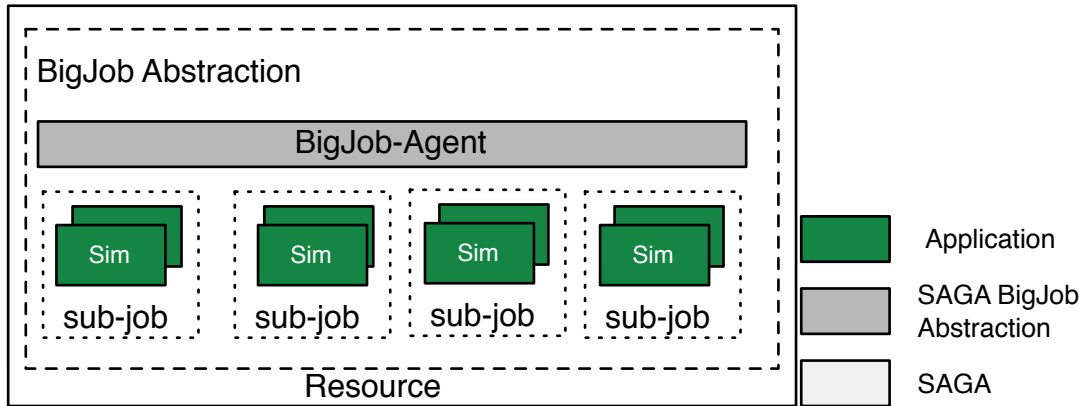 BigJob Abstraction
BigJob-Agent
Sim
Sim
Sim
Sim
sub-job
sub-job
sub-job
sub-job
Resource
Application
SAGA BigJob
Abstraction
SAGA